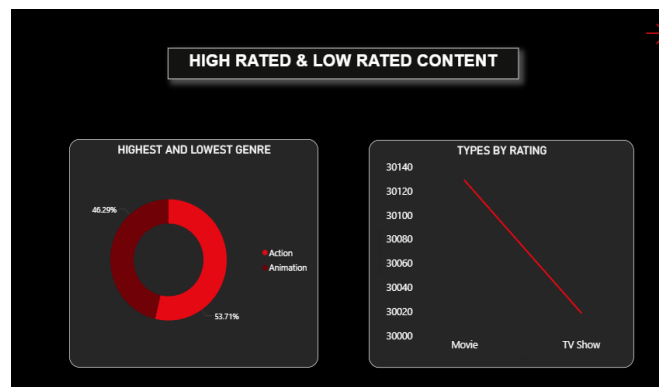 HIGH RATED & LOW RATED CONTENT
HIGHEST AND LOWEST GENRE
46.29%
53.71%
Action
Animation
TYPES BY RATING
30140
30120
30100
30080
30060
30040
30020
30000
Movie
TV Show